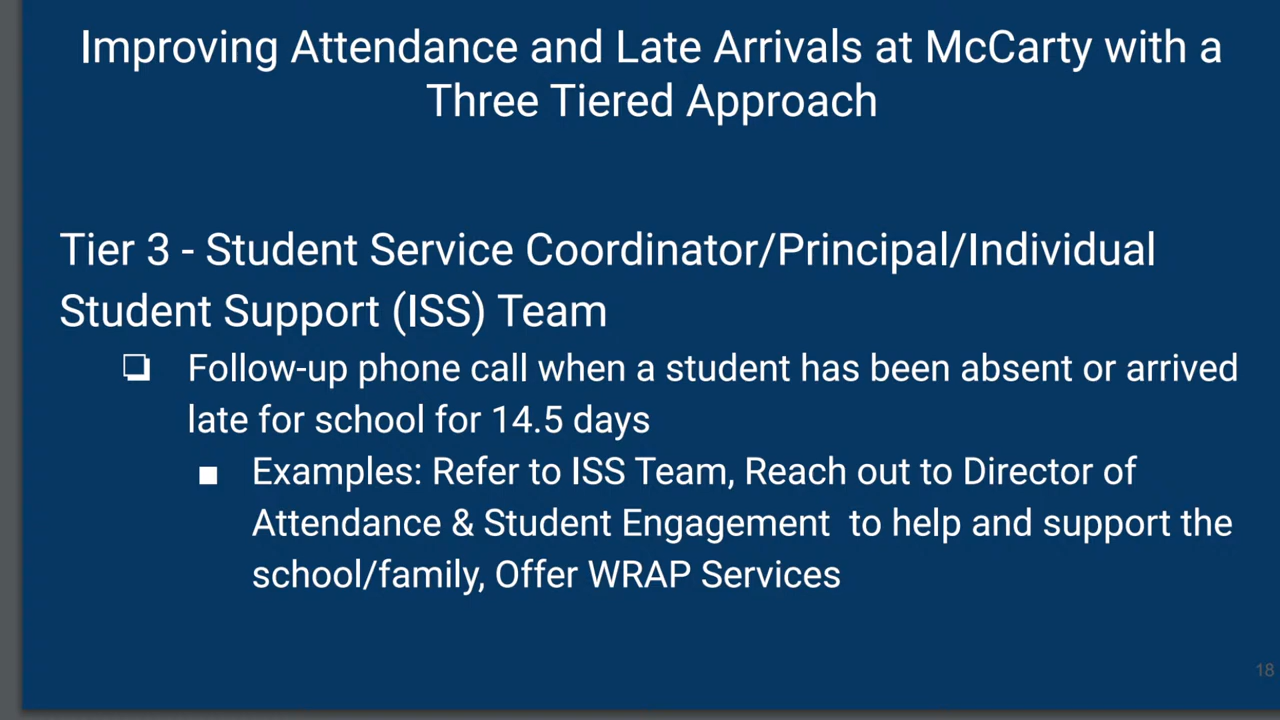 Improving Attendance and Late Arrivals at McCarty with a
Three Tiered Approach
Tier 3 - Student Service Coordinator/Principal/Individual
Student Support (ISS) Team
❏ Follow-up phone call when a student has been absent or arrived
late for school for 14.5 days
■ Examples: Refer to ISS Team, Reach out to Director of
Attendance & Student Engagement  to help and support the
school/family, Offer WRAP Services
18